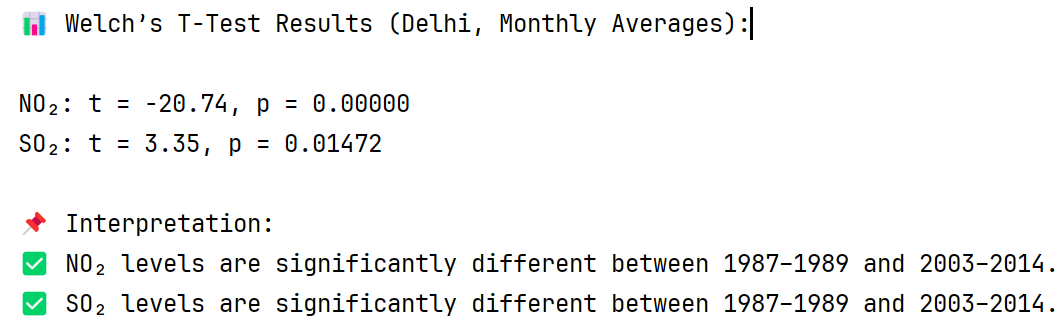 📊 Welch’s T-Test Results (Delhi, Monthly Averages):
NO₂: t = -20.74, p = 0.00000
SO₂: t = 3.35, p = 0.01472
📌 Interpretation:
✅ NO₂ levels are significantly different between 1987–1989 and 2003–2014.
✅ SO₂ levels are significantly different between 1987–1989 and 2003–2014.